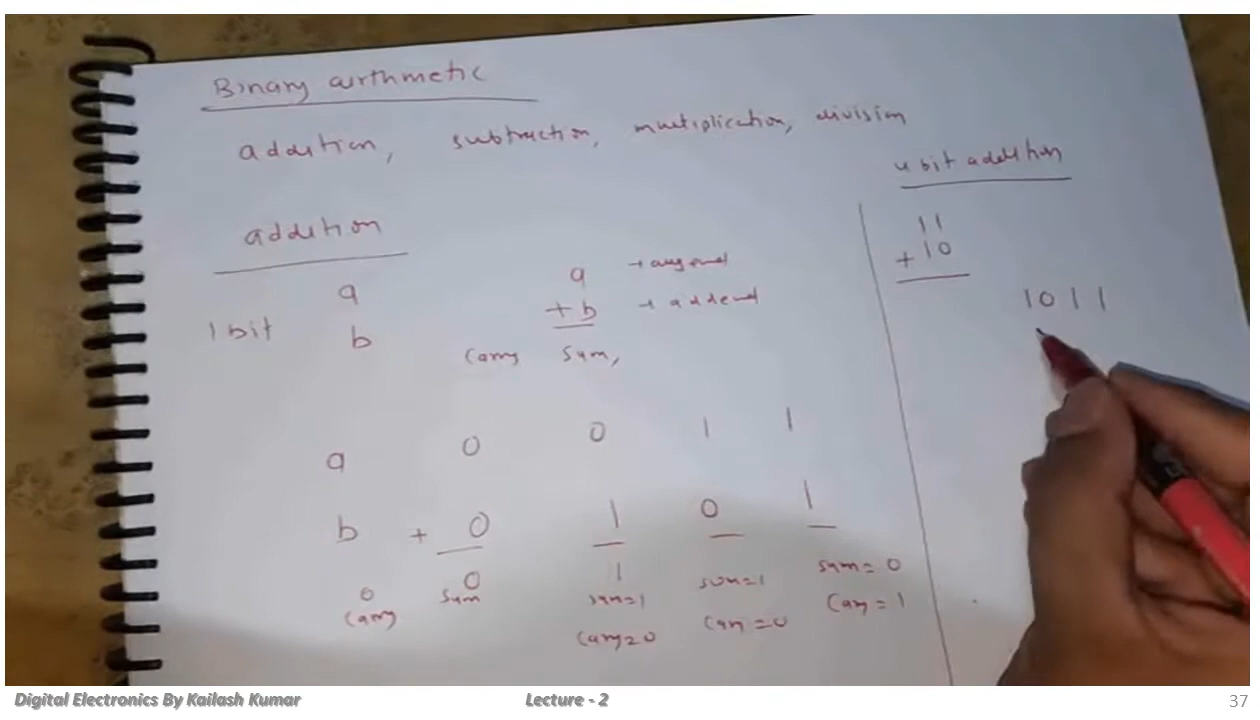 Binary arithmetic
addition, subtraction, multiplication, division
4 bit addition
addition
11
+ 10
a → augend
a
1 bit b
+ b → addend
1011
Carry Sum,
a 0 0 1 1
b + 0 1 0 1
0 0 1
Carry Sum sum=1 sum=1 sum=0
Carry=0 Carry=0 Carry=1
Digital Electronics By Kailash Kumar Lecture - 2 37